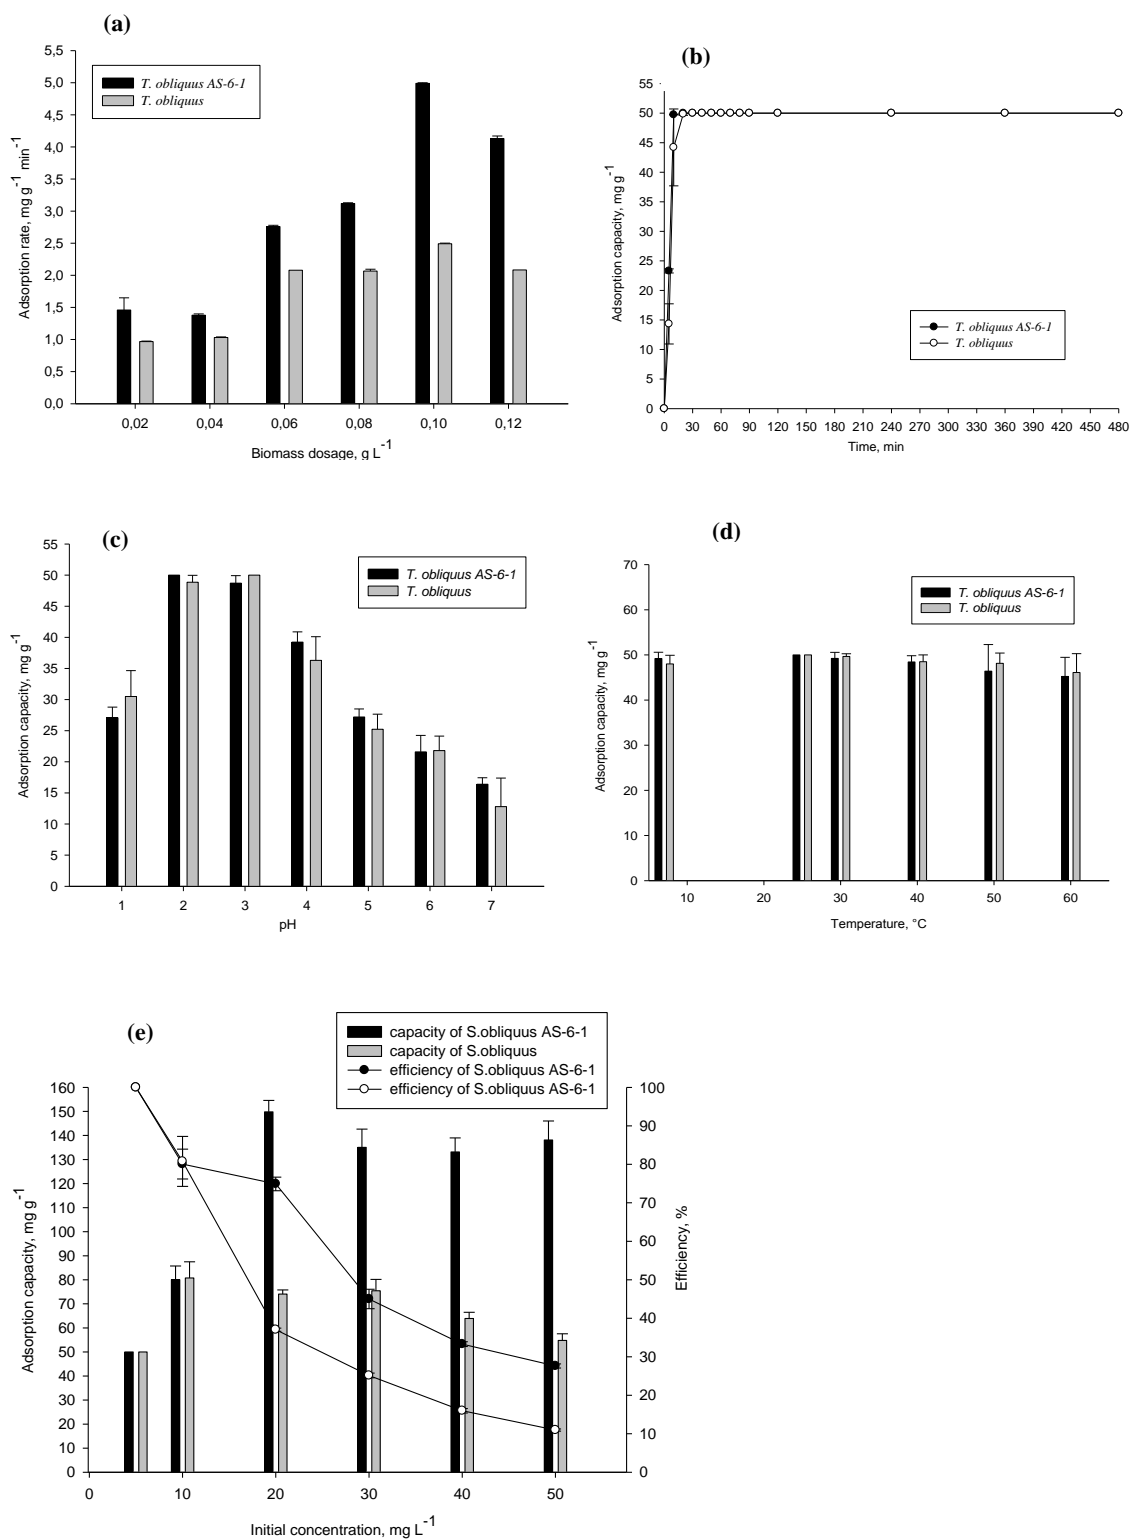 (a)
5,5
5,0
4,5
4,0
3,5
3,0
2,5
2,0
1,5
1,0
0,5
0,0
Adsorption rate, mg g-1 min-1
T. obliquus AS-6-1
T. obliquus
0,02 0,04 0,06 0,08 0,10 0,12
Biomass dosage, g L-1
(b)
55
50
45
40
35
30
25
20
15
10
5
0
Adsorption capacity, mg g-1
T. obliquus AS-6-1
T. obliquus
0 30 60 90 120 150 180 210 240 270 300 330 360 390 420 450 480
Time, min
(c)
55
50
45
40
35
30
25
20
15
10
5
0
Adsorption capacity, mg g-1
T. obliquus AS-6-1
T. obliquus
1 2 3 4 5 6 7
pH
(d)
70
60
50
40
30
20
10
0
Adsorption capacity, mg g-1
T. obliquus AS-6-1
T. obliquus
10 20 30 40 50 60
Temperature, °C
(e)
capacity of S.obliquus AS-6-1
capacity of S.obliquus
efficiency of S.obliquus AS-6-1
efficiency of S.obliquus AS-6-1
160
150
140
130
120
110
100
90
80
70
60
50
40
30
20
10
0
Adsorption capacity, mg g-1
100
90
80
70
60
50
40
30
20
10
0
Efficiency, %
0 10 20 30 40 50
Initial concentration, mg L-1